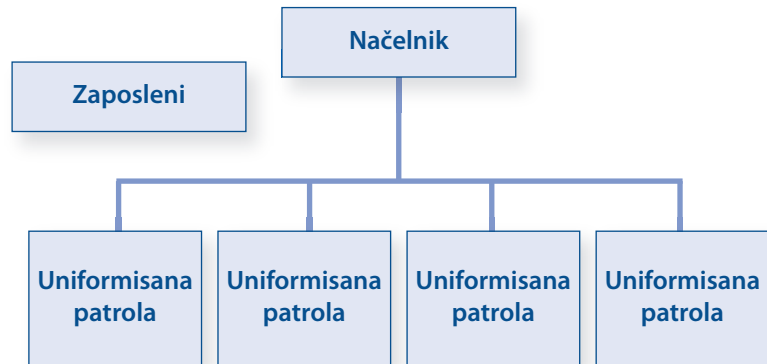 Načelnik
Zaposleni
Uniformisana
patrola
Uniformisana
patrola
Uniformisana
patrola
Uniformisana
patrola